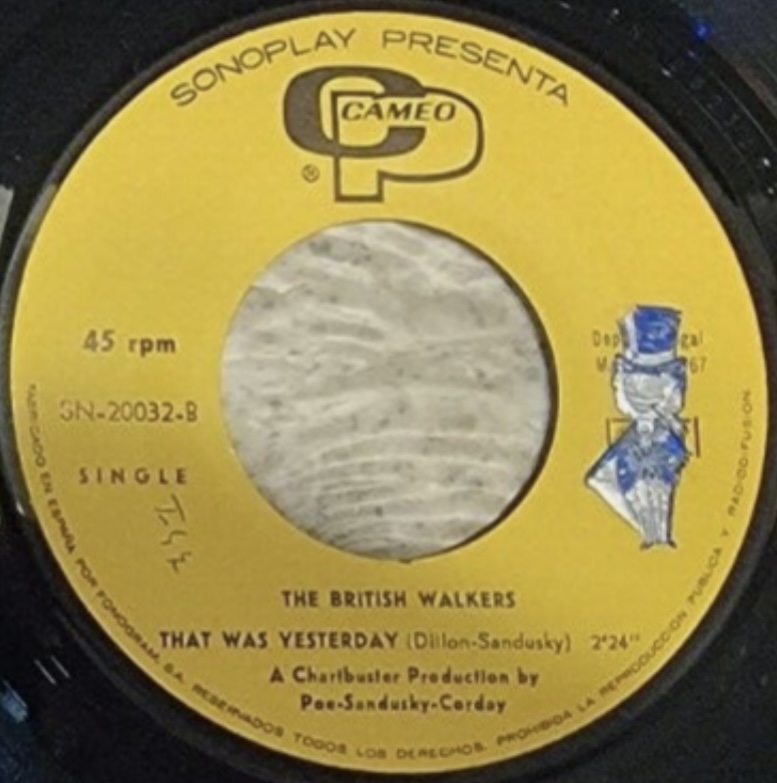 SONOPLAY PRESENTA
CAMEO
CP
®
45 rpm
SN-20032-B
SINGLE
67
THE BRITISH WALKERS
THAT WAS YESTERDAY (Dillon-Sandusky) 2'24"
A Chartbuster Production by
Poe-Sandusky-Corday
FABRICADO EN ESPAÑA POR FONOGRAM, S.A. RESERVADOS TODOS LOS DERECHOS. PROHIBIDA LA REPRODUCCION PUBLICA Y RADIODIFUSION